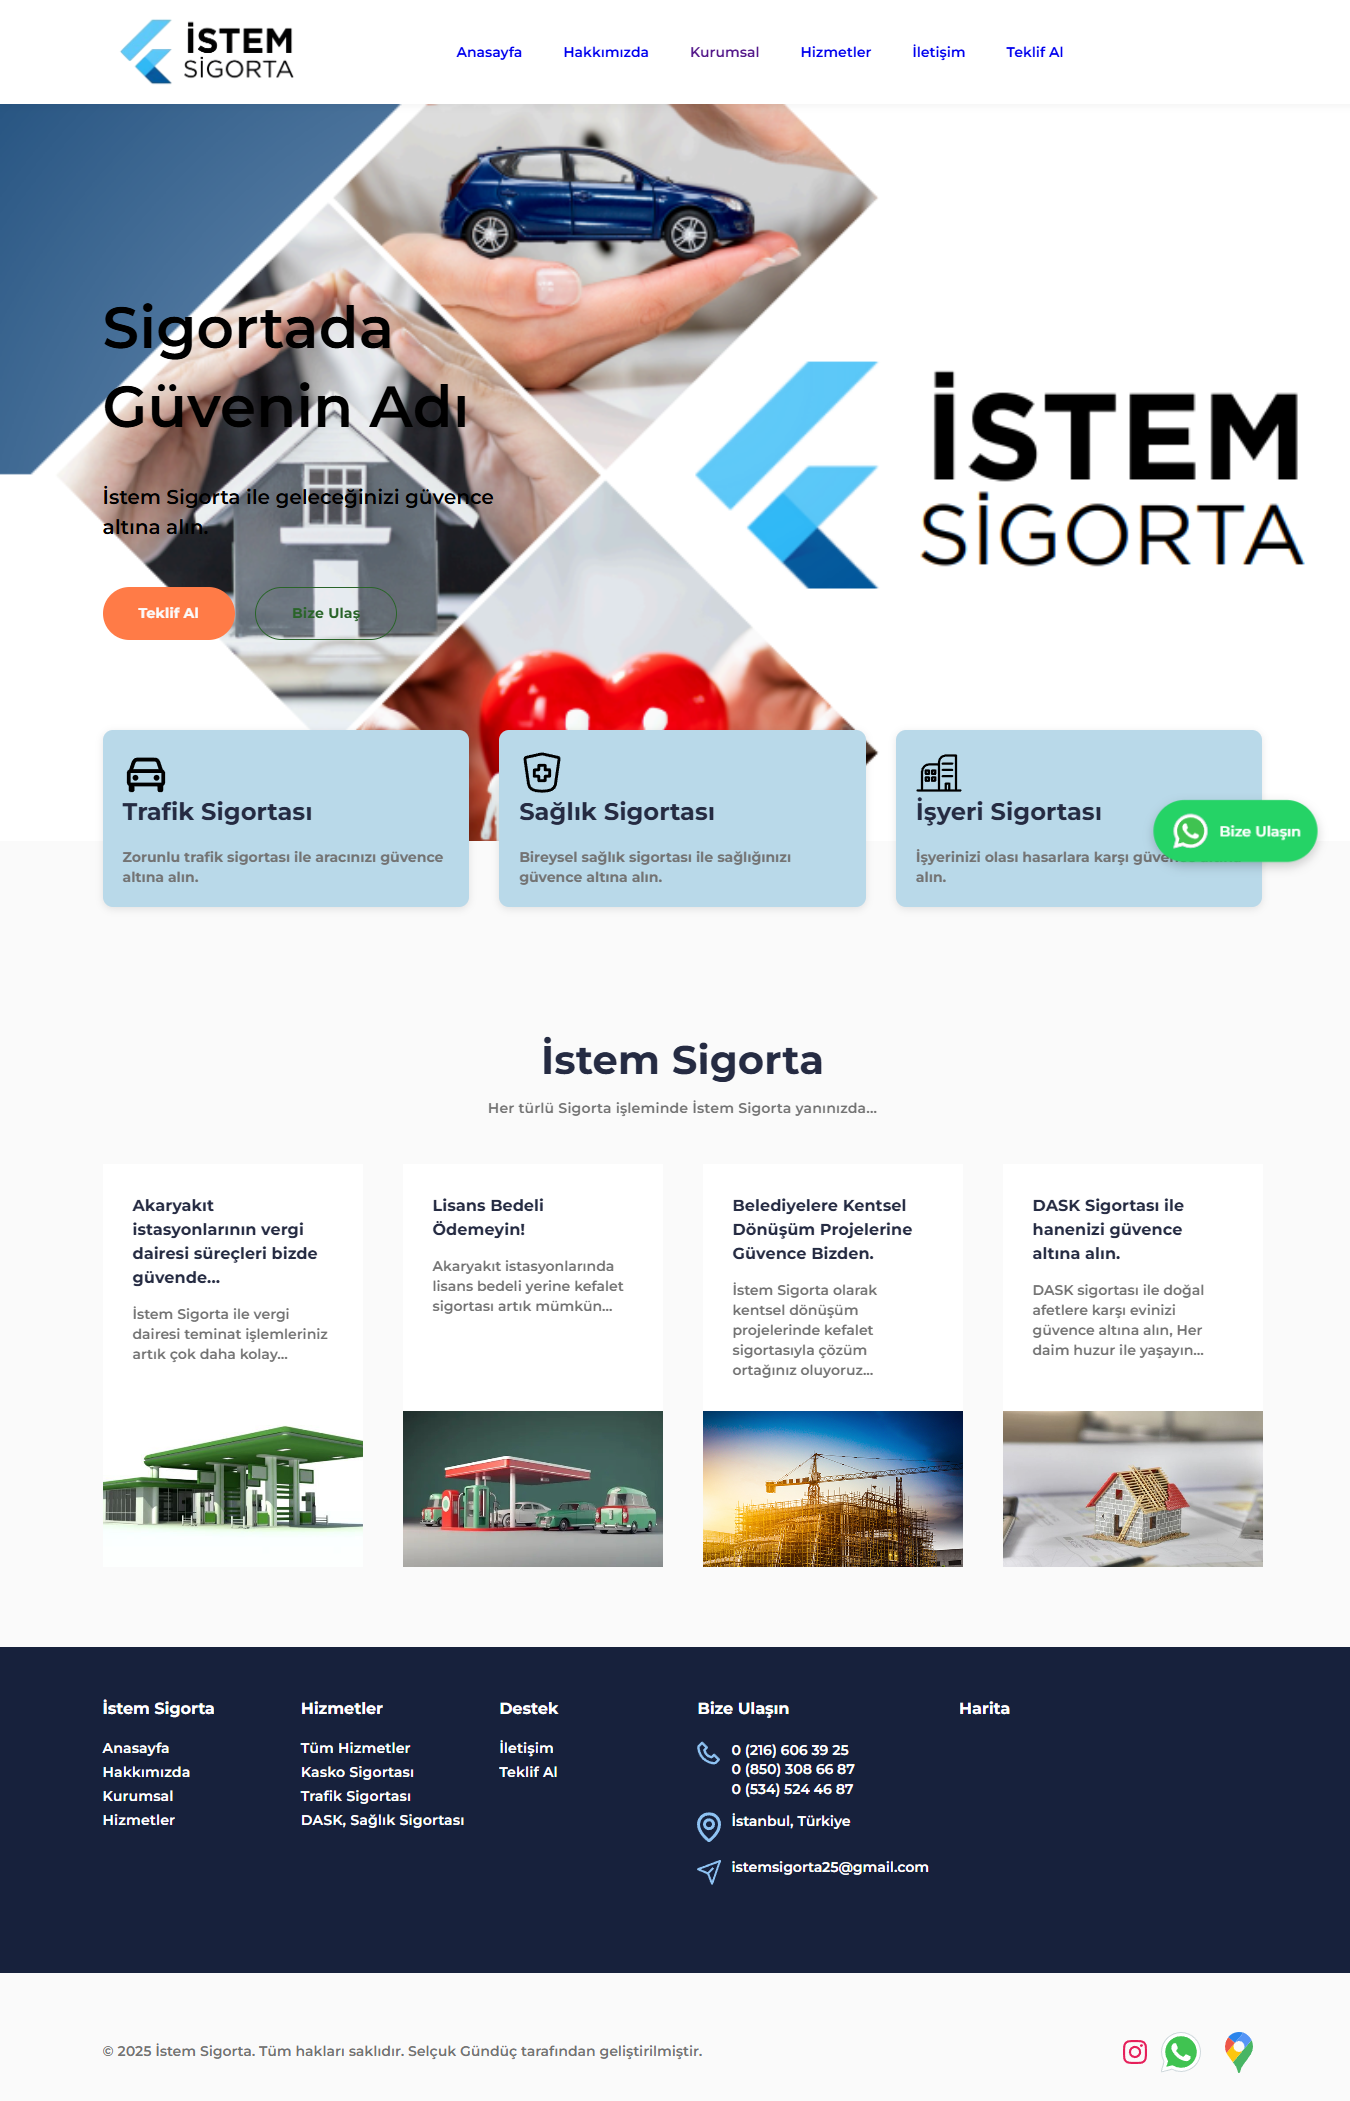 İSTEM
SİGORTA
Anasayfa
Hakkımızda
Kurumsal
Hizmetler
İletişim
Teklif Al
Sigortada
Güvenin Adı
İstem Sigorta ile geleceğinizi güvence
altına alın.
Teklif Al
Bize Ulaş
İSTEM
SİGORTA
Trafik Sigortası
Zorunlu trafik sigortası ile aracınızı güvence
altına alın.
Sağlık Sigortası
Bireysel sağlık sigortası ile sağlığınızı
güvence altına alın.
İşyeri Sigortası
İşyerinizi olası hasarlara karşı
alın.
Bize Ulaşın
İstem Sigorta
Her türlü Sigorta işleminde İstem Sigorta yanınızda...
Akaryakıt
istasyonlarının vergi
dairesi süreçleri bizde
güvende...
İstem Sigorta ile vergi
dairesi teminat işlemleriniz
artık çok daha kolay...
Lisans Bedeli
Ödemeyin!
Akaryakıt istasyonlarında
lisans bedeli yerine kefalet
sigortası artık mümkün...
Belediyelere Kentsel
Dönüşüm Projelerine
Güvence Bizden.
İstem Sigorta olarak
kentsel dönüşüm
projelerinde kefalet
sigortasıyla çözüm
ortağınız oluyoruz...
DASK Sigortası ile
hanenizi güvence
altına alın.
DASK sigortası ile doğal
afetlere karşı evinizi
güvence altına alın, Her
daim huzur ile yaşayın...
İstem Sigorta
Anasayfa
Hakkımızda
Kurumsal
Hizmetler
Hizmetler
Tüm Hizmetler
Kasko Sigortası
Trafik Sigortası
DASK, Sağlık Sigortası
Destek
İletişim
Teklif Al
Bize Ulaşın
0 (216) 606 39 25
0 (850) 308 66 87
0 (534) 524 46 87
İstanbul, Türkiye
istemsigorta25@gmail.com
Harita
© 2025 İstem Sigorta. Tüm hakları saklıdır. Selçuk Gündüç tarafından geliştirilmiştir.